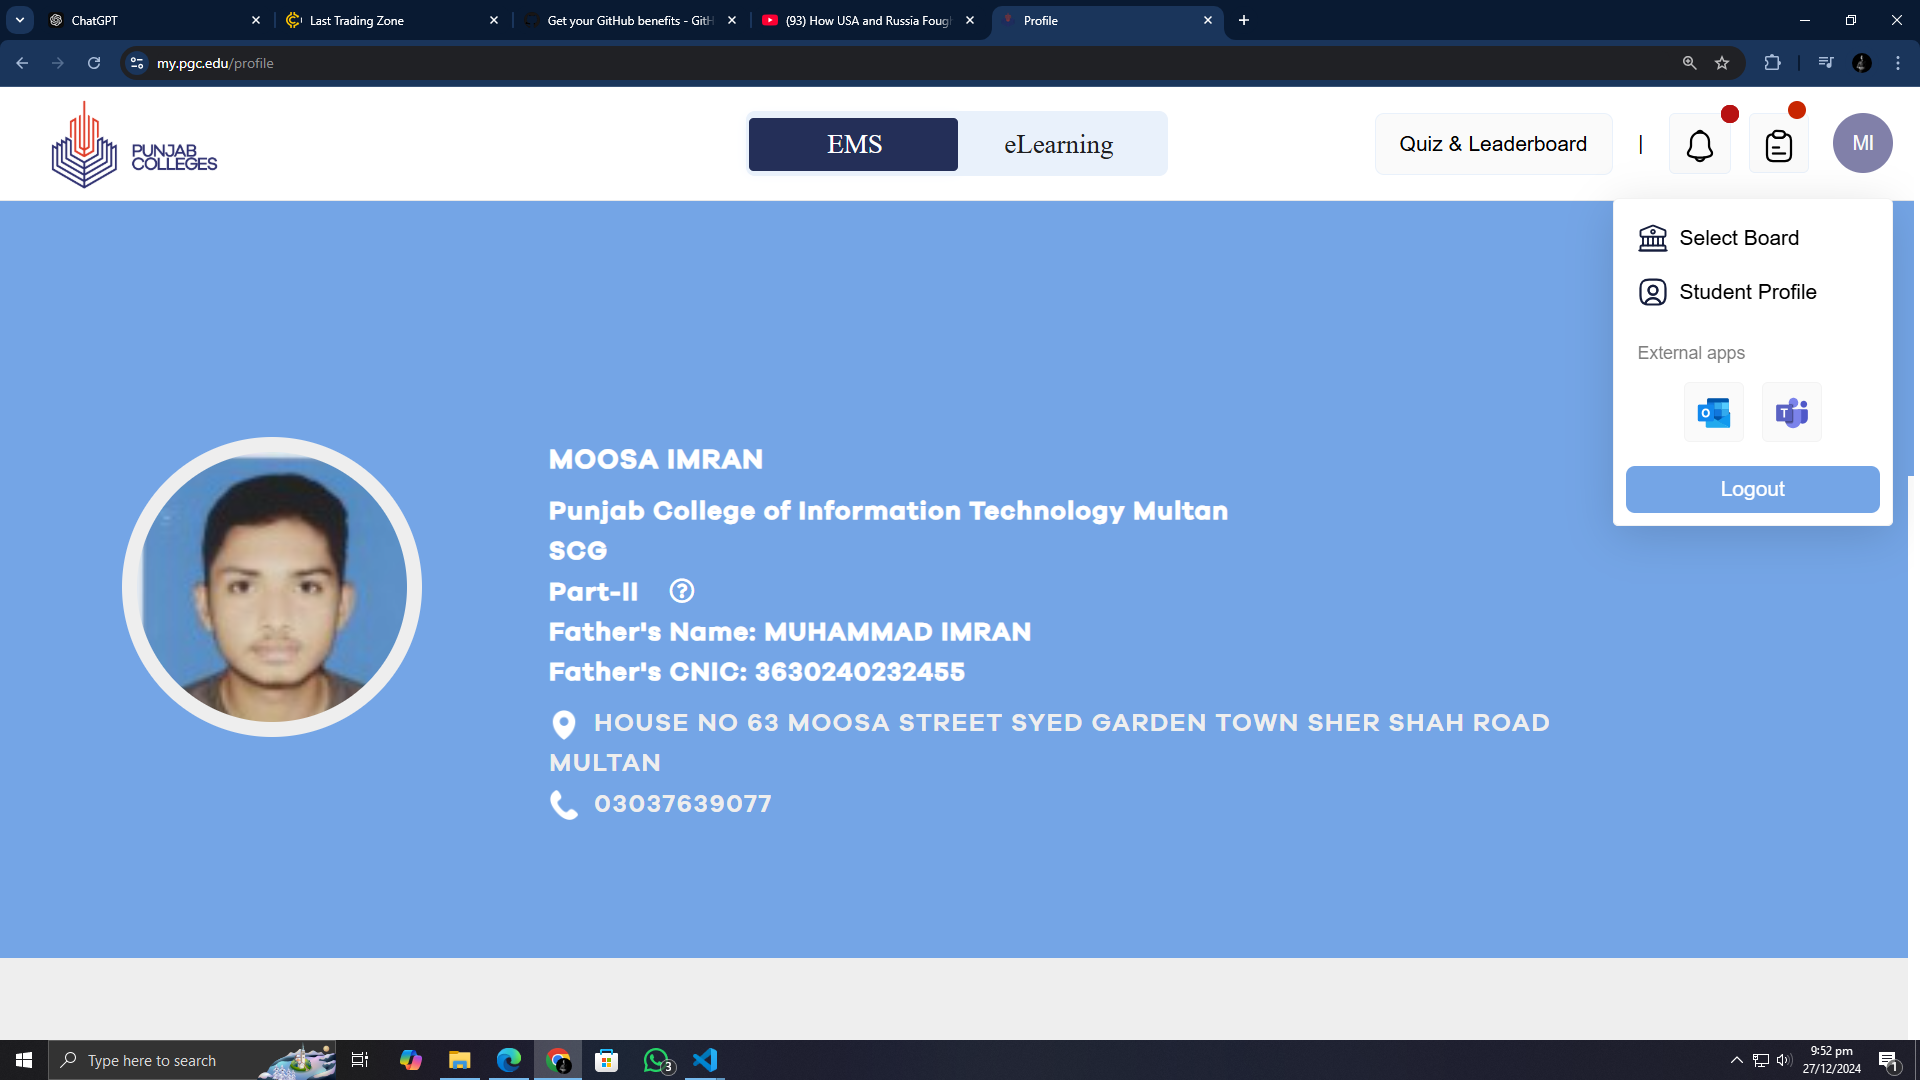 ChatGPT
Last Trading Zone
Get your GitHub benefits - GitH
(93) How USA and Russia Foug
Profile
my.pgc.edu/profile
PUNJAB
COLLEGES
EMS
eLearning
Quiz & Leaderboard
MI
Select Board
Student Profile
External apps
Logout
MOOSA IMRAN
Punjab College of Information Technology Multan
SCG
Part-II
Father's Name: MUHAMMAD IMRAN
Father's CNIC: 3630240232455
HOUSE NO 63 MOOSA STREET SYED GARDEN TOWN SHER SHAH ROAD
MULTAN
03037639077
Type here to search
3
9:52 pm
27/12/2024
1